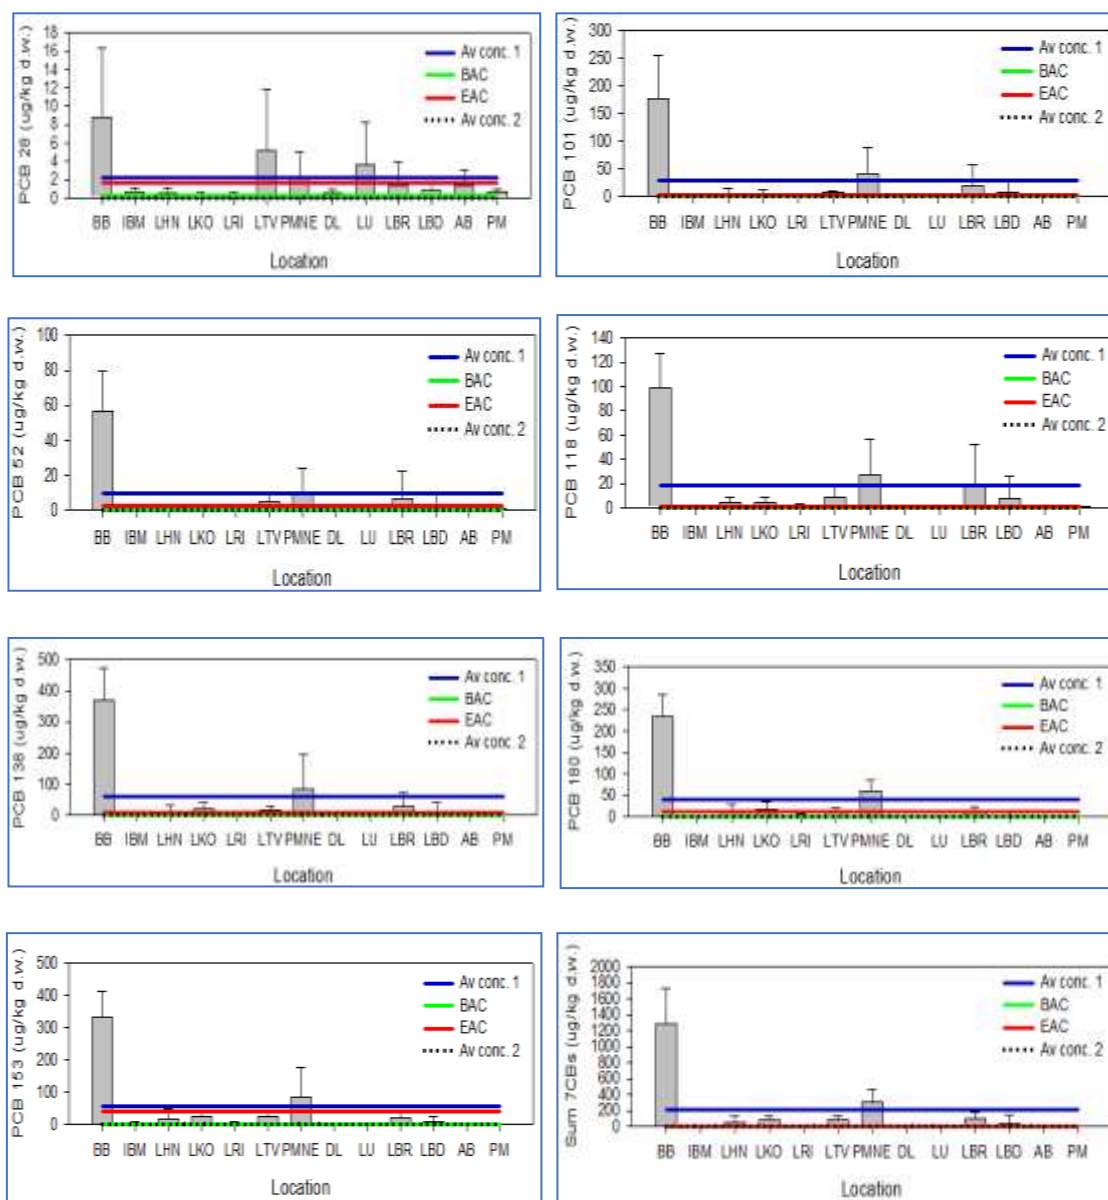 PCB 28 (ug/kg d.w.)
18
16
14
12
10
8
6
4
2
0
Av conc. 1
BAC
EAC
Av conc. 2
BB IBM LHN LKO LRI LTV PMNE DL LU LBR LBD AB PM
Location
PCB 101 (ug/kg d.w.)
300
250
200
150
100
50
0
Av conc. 1
BAC
EAC
Av conc. 2
BB IBM LHN LKO LRI LTV PMNE DL LU LBR LBD AB PM
Location
PCB 52 (ug/kg d.w.)
100
80
60
40
20
0
Av conc. 1
BAC
EAC
Av conc. 2
BB IBM LHN LKO LRI LTV PMNE DL LU LBR LBD AB PM
Location
PCB 118 (ug/kg d.w.)
140
120
100
80
60
40
20
0
Av conc. 1
BAC
EAC
Av conc. 2
BB IBM LHN LKO LRI LTV PMNE DL LU LBR LBD AB PM
Location
PCB 138 (ug/kg d.w.)
500
400
300
200
100
0
Av conc. 1
BAC
EAC
Av conc. 2
BB IBM LHN LKO LRI LTV PMNE DL LU LBR LBD AB PM
Location
PCB 180 (ug/kg d.w.)
350
300
250
200
150
100
50
0
Av conc. 1
BAC
EAC
Av conc. 2
BB IBM LHN LKO LRI LTV PMNE DL LU LBR LBD AB PM
Location
PCB 153 (ug/kg d.w.)
500
400
300
200
100
0
Av conc. 1
BAC
EAC
Av conc. 2
BB IBM LHN LKO LRI LTV PMNE DL LU LBR LBD AB PM
Location
Sum 7CBs (ug/kg d.w.)
2000
1800
1600
1400
1200
1000
800
600
400
200
0
Av conc. 1
BAC
EAC
Av conc. 2
BB IBM LHN LKO LRI LTV PMNE DL LU LBR LBD AB PM
Location